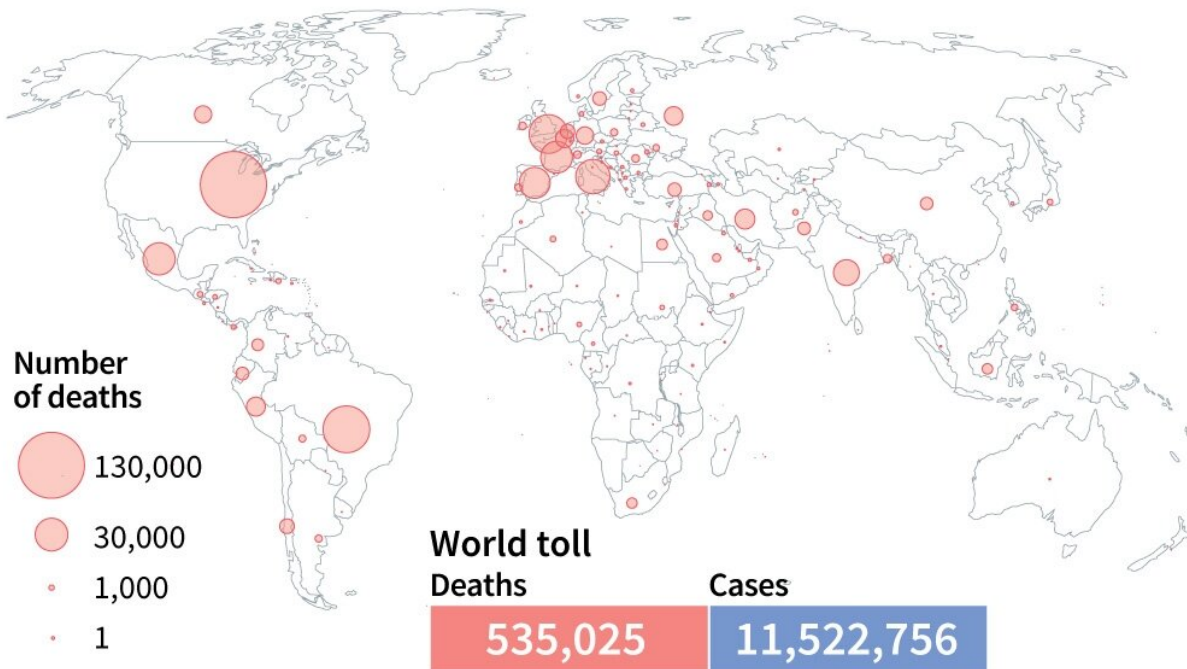 Number
of deaths
130,000
30,000
1,000
1
World toll
Deaths Cases
535,025 11,522,756